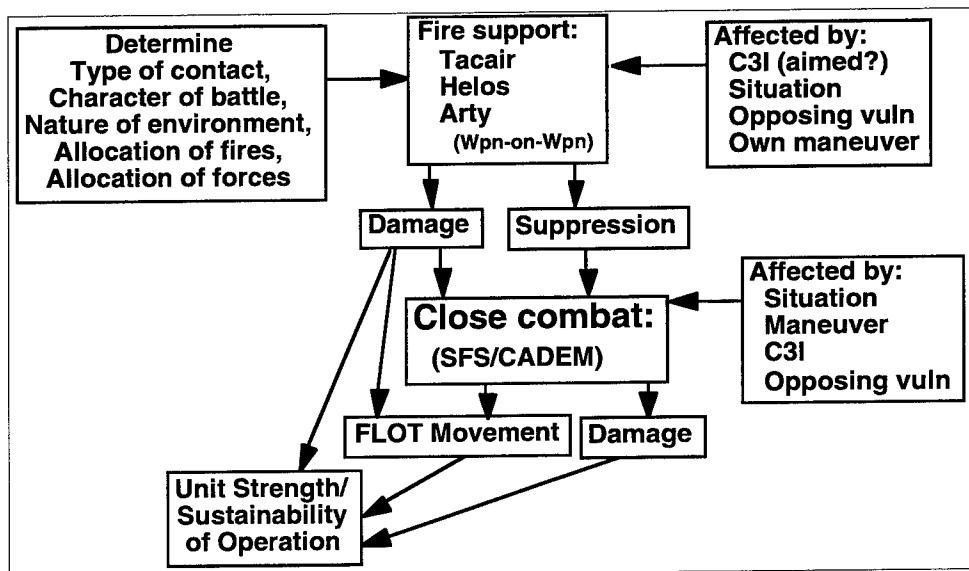 Determine
Type of contact,
Character of battle,
Nature of environment,
Allocation of fires,
Allocation of forces
Fire support:
Tacair
Helos
Arty
(Wpn-on-Wpn)
Affected by:
C3I (aimed?)
Situation
Opposing vuln
Own maneuver
Damage
Suppression
Close combat:
(SFS/CADEM)
Affected by:
Situation
Maneuver
C3I
Opposing vuln
FLOT Movement
Damage
Unit Strength/
Sustainability
of Operation